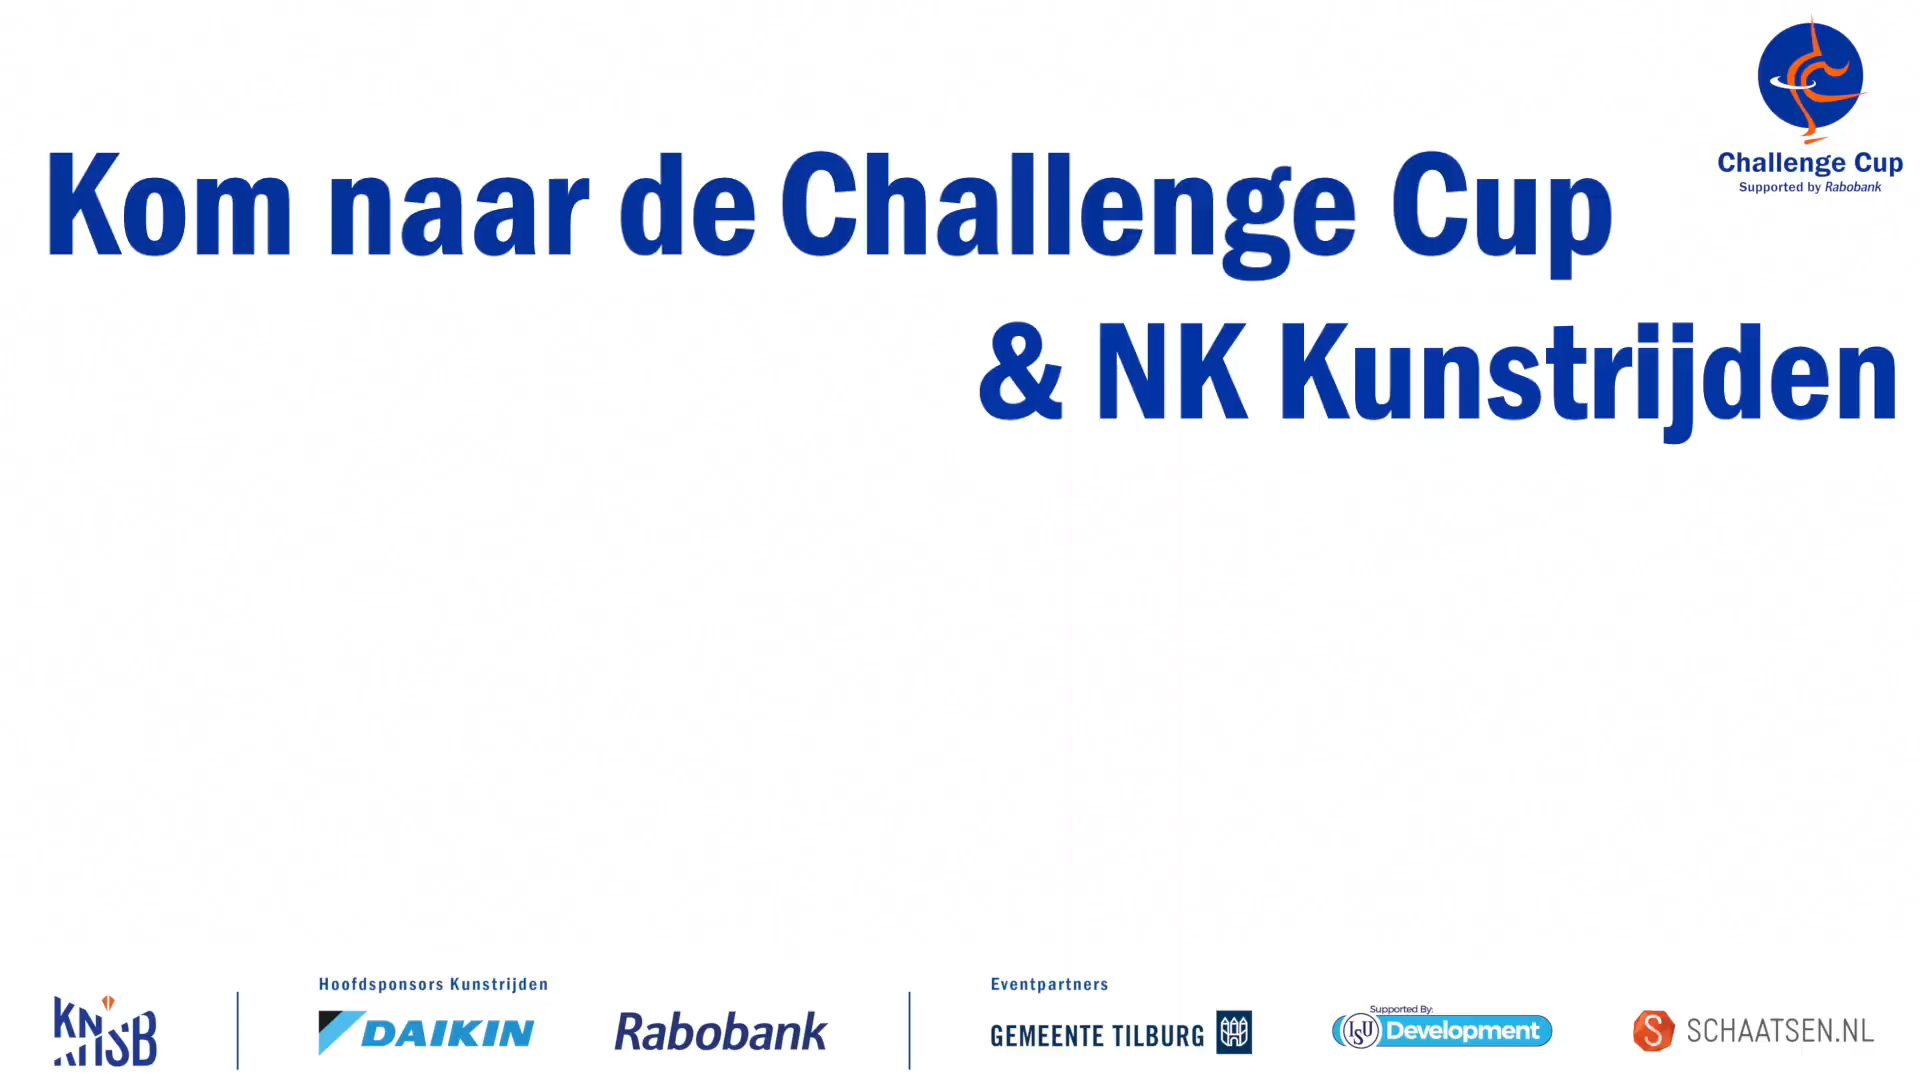 Challenge Cup
Supported by Rabobank
Kom naar de Challenge Cup
& NK Kunstrijden
Hoofdsponsors Kunstrijden
Eventpartners
KNSB
DAIKIN
Rabobank
GEMEENTE TILBURG
Supported By:
ISU Development
S SCHAATSEN.NL